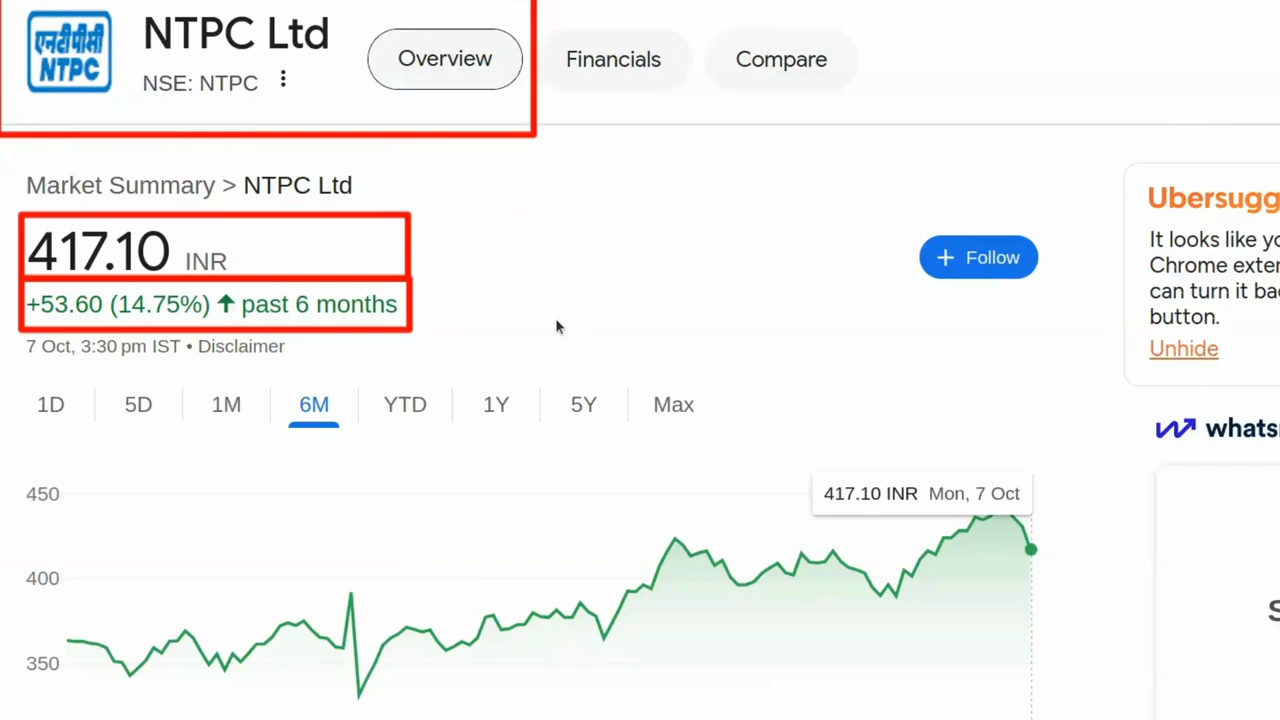 एनटीपीसी
NTPC
NTPC Ltd
NSE: NTPC
Overview
Financials
Compare
Market Summary > NTPC Ltd
417.10 INR
+53.60 (14.75%) ↑ past 6 months
7 Oct, 3:30 pm IST • Disclaimer
+ Follow
1D
5D
1M
6M
YTD
1Y
5Y
Max
417.10 INR Mon, 7 Oct
450
400
350
Ubersugg
It looks like yo
Chrome exter
can turn it bac
button.
Unhide
whats